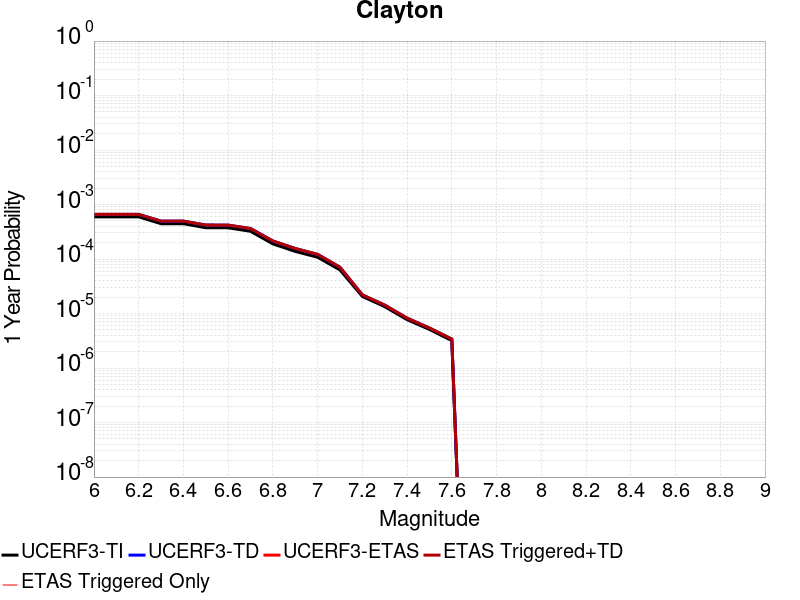 Clayton
10^0
10^-1
10^-2
10^-3
10^-4
10^-5
10^-6
10^-7
10^-8
1 Year Probability
6 6.2 6.4 6.6 6.8 7 7.2 7.4 7.6 7.8 8 8.2 8.4 8.6 8.8 9
Magnitude
UCERF3-TI UCERF3-TD UCERF3-ETAS ETAS Triggered+TD
ETAS Triggered Only